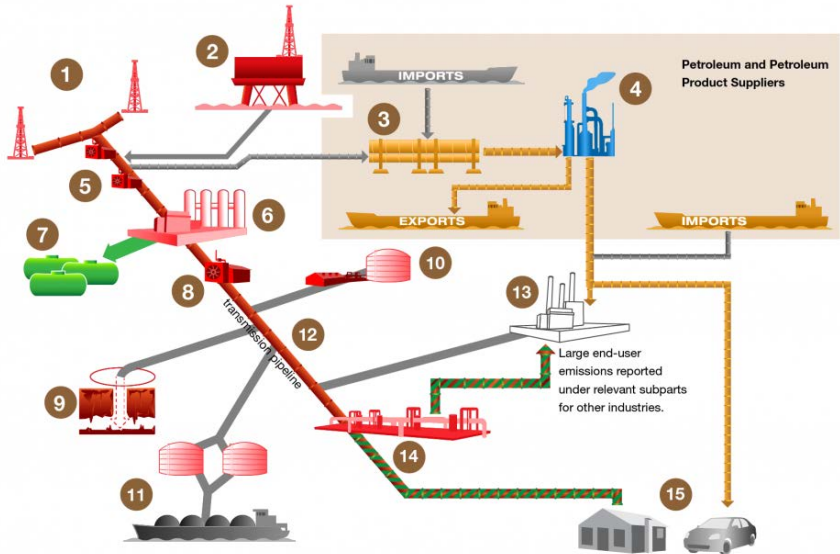 1
2
IMPORTS
Petroleum and Petroleum
Product Suppliers
3
4
5
6
EXPORTS
IMPORTS
7
8
10
13
transmission pipeline
12
Large end-user
emissions reported
under relevant subparts
for other industries.
9
14
11
15